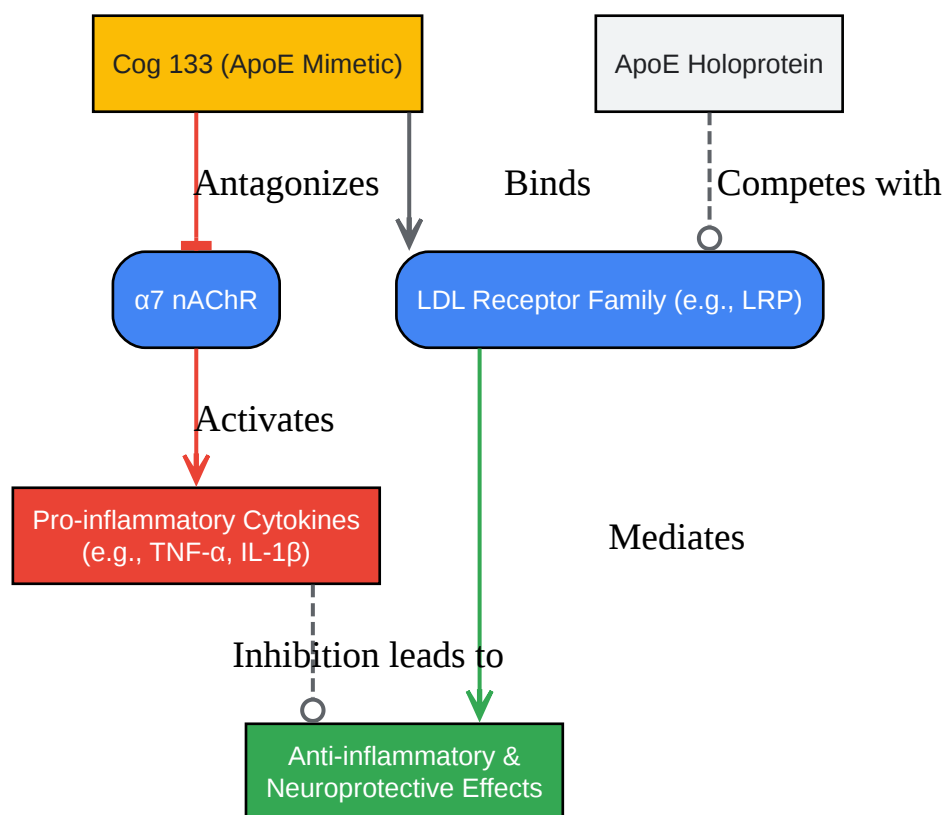 Cog 133 (ApoE Mimetic)
ApoE Holoprotein
Antagonizes
Binds
Competes with
α7 nAChR
LDL Receptor Family (e.g., LRP)
Activates
Pro-inflammatory Cytokines
(e.g., TNF-α, IL-1β)
Mediates
Inhibition leads to
Anti-inflammatory &
Neuroprotective Effects